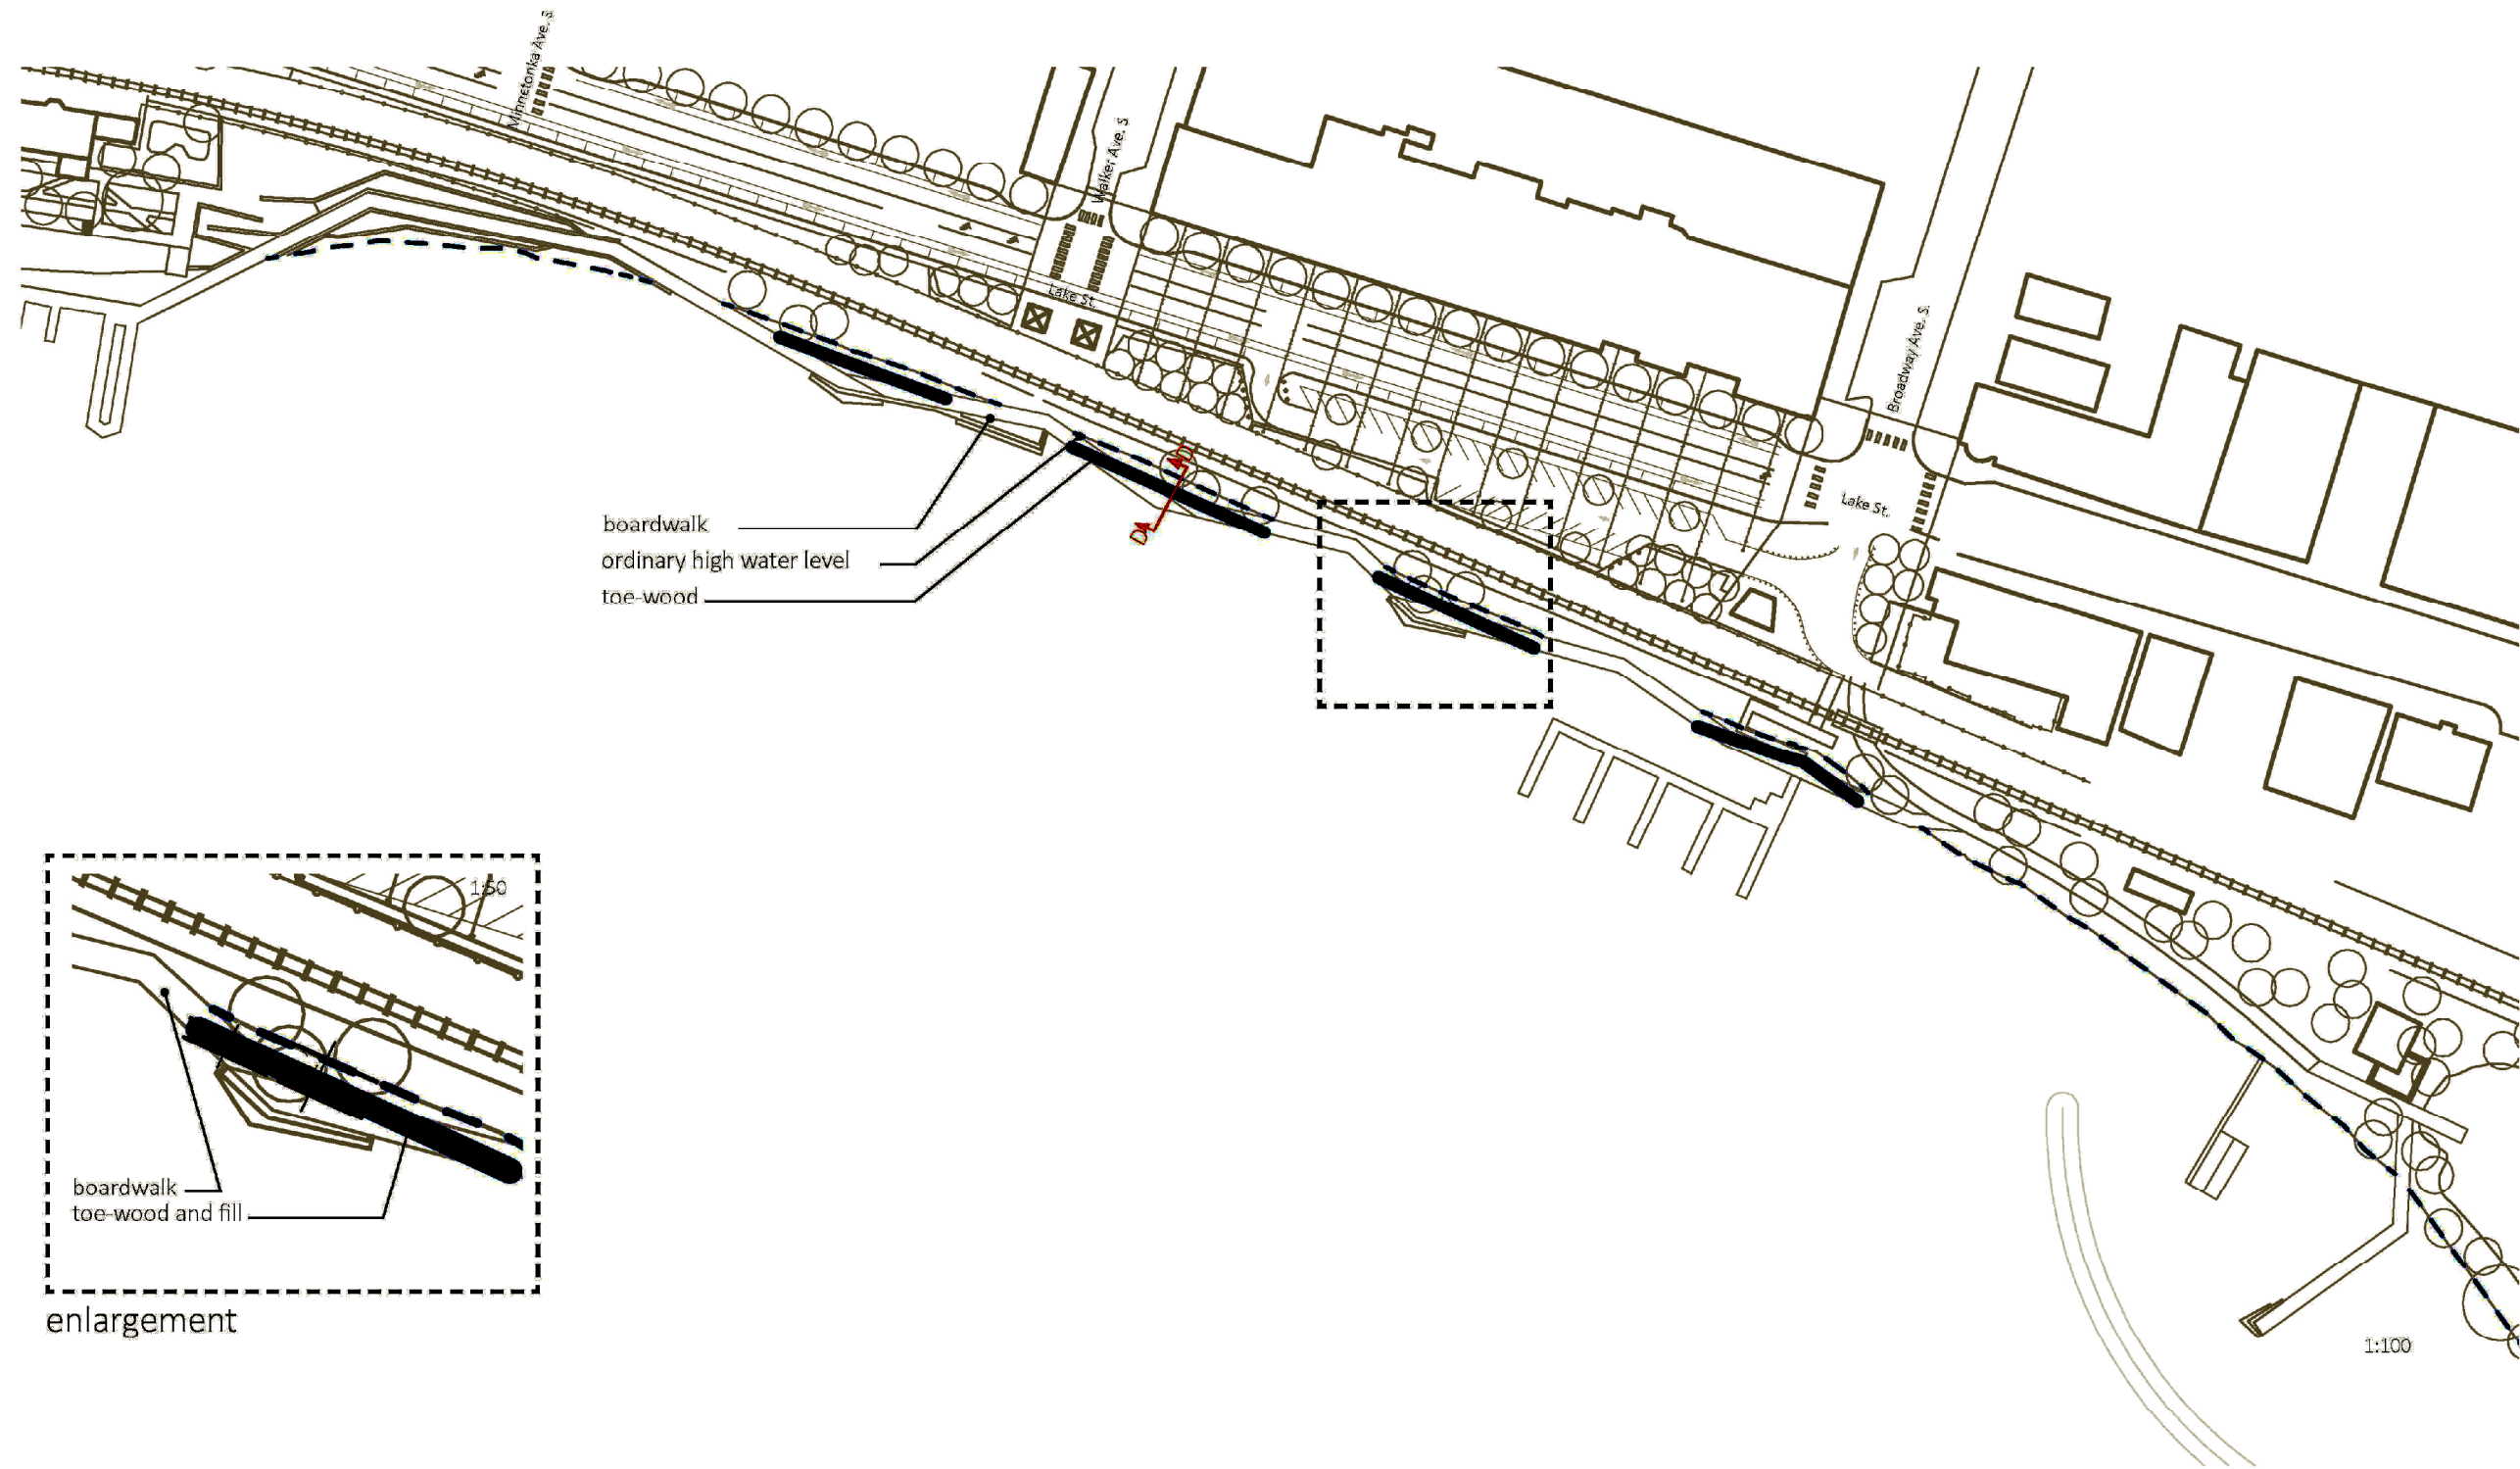 Minnetonka Ave. S.
Walker Ave. S.
Lake St.
Broadway Ave. S.
Lake St.
D
D
boardwalk
ordinary high water level
toe-wood
1:50
boardwalk
toe-wood and fill
enlargement
1:100